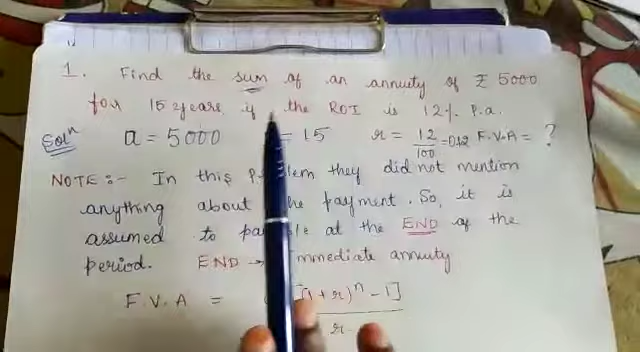 1. Find the sum of an annuity of ₹ 5000
for 15 years if the ROI is 12% p.a.
Solⁿ a = 5000 = 15 r = 12/100 = 0.12 F.V.A = ?
NOTE :- In this they did not mention
anything about the payment. So, it is
assumed to at the END of the
period. END → Immediate annuity
F.V.A = [(1+r)ⁿ - 1]
r